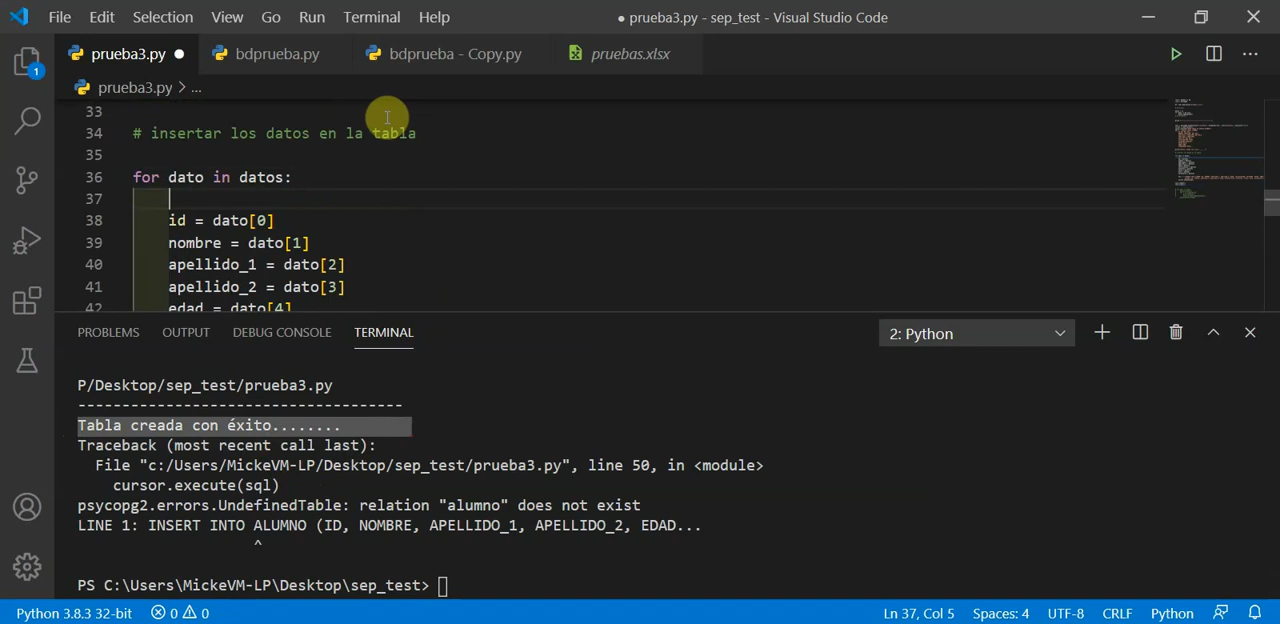 File Edit Selection View Go Run Terminal Help
● prueba3.py - sep_test - Visual Studio Code
prueba3.py ● bdprueba.py bdprueba - Copy.py pruebas.xlsx
1
prueba3.py > ...
33
34 # insertar los datos en la tabla
35
36 for dato in datos:
37
38 id = dato[0]
39 nombre = dato[1]
40 apellido_1 = dato[2]
41 apellido_2 = dato[3]
42 edad = dato[4]
PROBLEMS OUTPUT DEBUG CONSOLE TERMINAL 2: Python
P/Desktop/sep_test/prueba3.py
-------------------------------------
Tabla creada con éxito........
Traceback (most recent call last):
File "c:/Users/MickeVM-LP/Desktop/sep_test/prueba3.py", line 50, in <module>
cursor.execute(sql)
psycopg2.errors.UndefinedTable: relation "alumno" does not exist
LINE 1: INSERT INTO ALUMNO (ID, NOMBRE, APELLIDO_1, APELLIDO_2, EDAD...
^
PS C:\Users\MickeVM-LP\Desktop\sep_test>
Python 3.8.3 32-bit 0 0 Ln 37, Col 5 Spaces: 4 UTF-8 CRLF Python